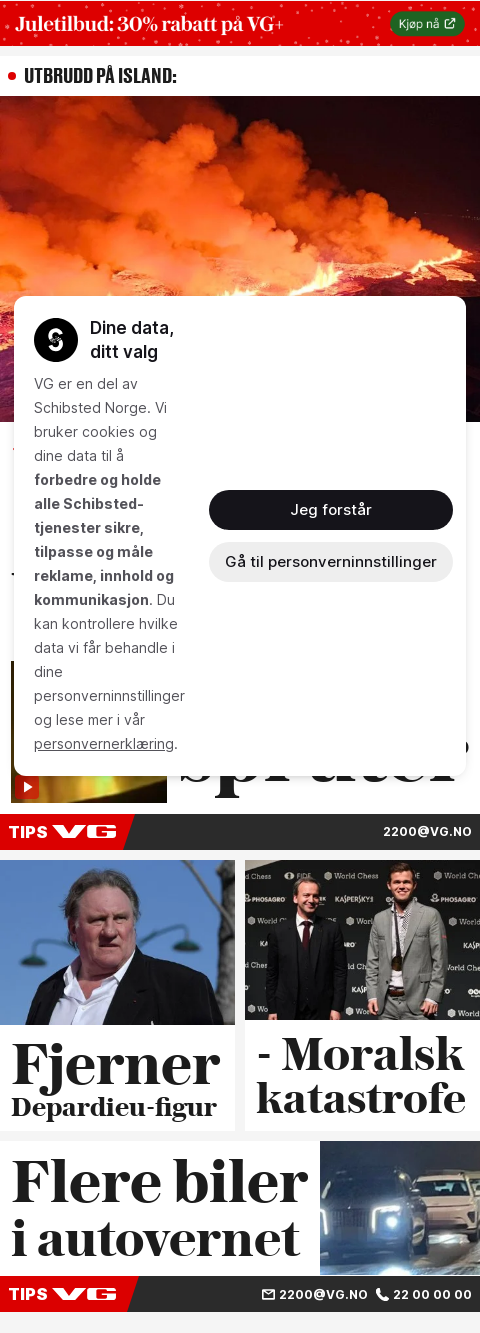 Juletilbud: 30% rabatt på VG+
Kjøp nå
UTBRUDD PÅ ISLAND:
Dine data,
ditt valg
VG er en del av
Schibsted Norge. Vi
bruker cookies og
dine data til å
forbedre og holde
alle Schibsted-
tjenester sikre,
tilpasse og måle
reklame, innhold og
kommunikasjon. Du
kan kontrollere hvilke
data vi får behandle i
dine
personverninnstillinger
og lese mer i vår
personvernerklæring.
Jeg forstår
Gå til personverninnstillinger
TIPS VG
2200@VG.NO
FIDE
World Chess
PHOSAGRO
KASPERSKY
World Chess
Fjerner
Depardieu-figur
- Moralsk
katastrofe
Flere biler
i autovernet
TIPS VG
2200@VG.NO
22 00 00 00